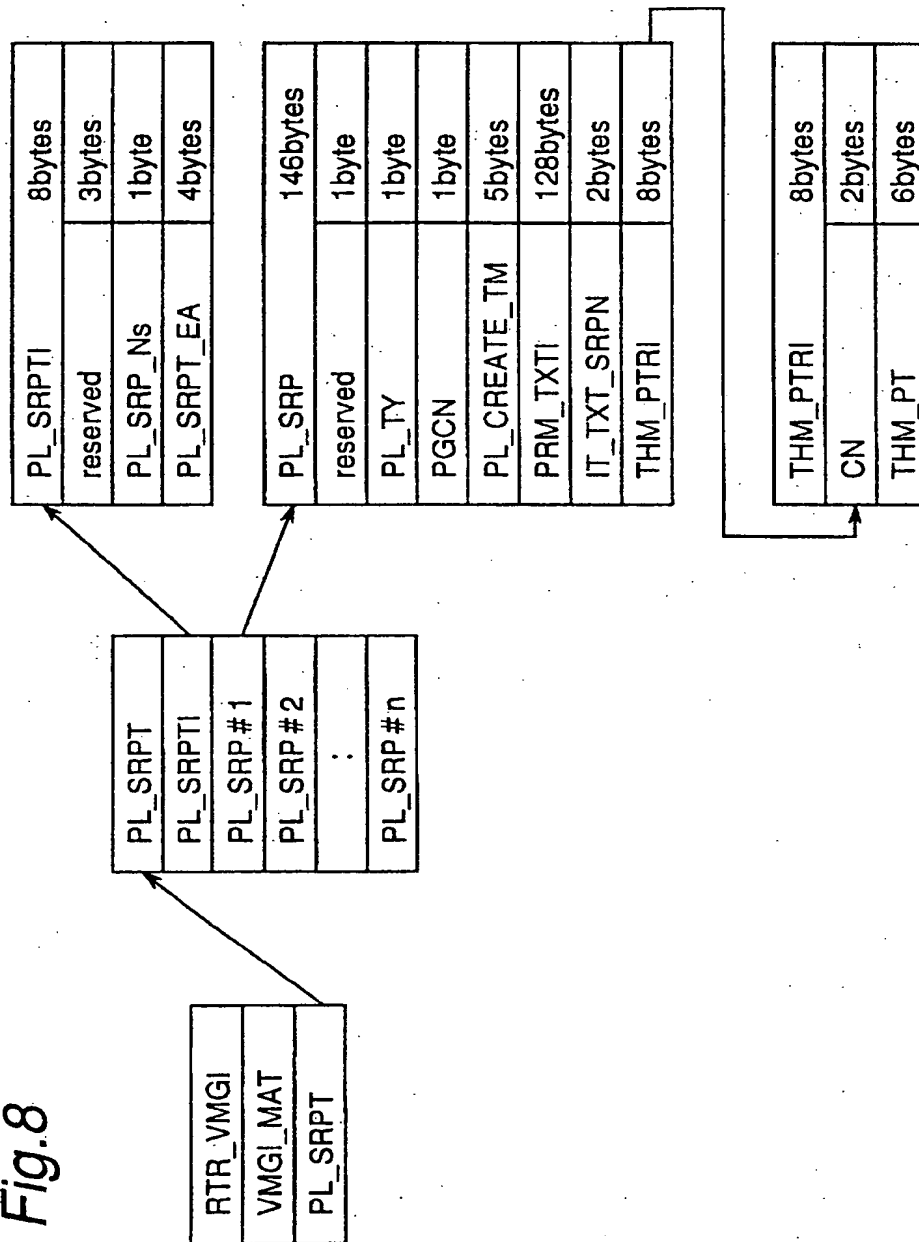 Fig.8
RTR_VMGI
VMGI_MAT
PL_SRPT
PL_SRPT
PL_SRPTI
PL_SRP#1
PL_SRP#2
:
PL_SRP#n
PL_SRPTI 8bytes
reserved 3bytes
PL_SRP_Ns 1byte
PL_SRPT_EA 4bytes
PL_SRP 146bytes
reserved 1byte
PL_TY 1byte
PGCN 1byte
PL_CREATE_TM 5bytes
PRM_TXTI 128bytes
IT_TXT_SRPN 2bytes
THM_PTRI 8bytes
THM_PTRI 8bytes
CN 2bytes
THM_PT 6bytes